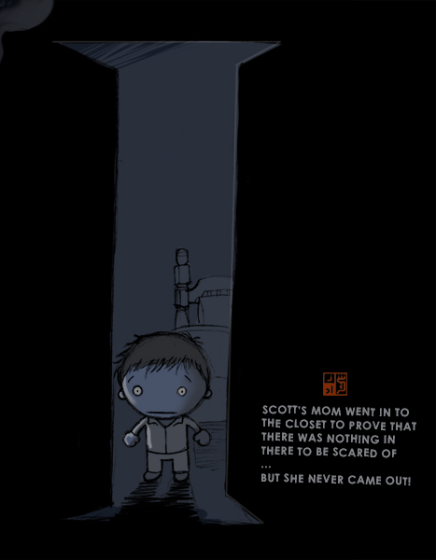 SCOTT'S MOM WENT IN TO
THE CLOSET TO PROVE THAT
THERE WAS NOTHING IN
THERE TO BE SCARED OF
...
BUT SHE NEVER CAME OUT!